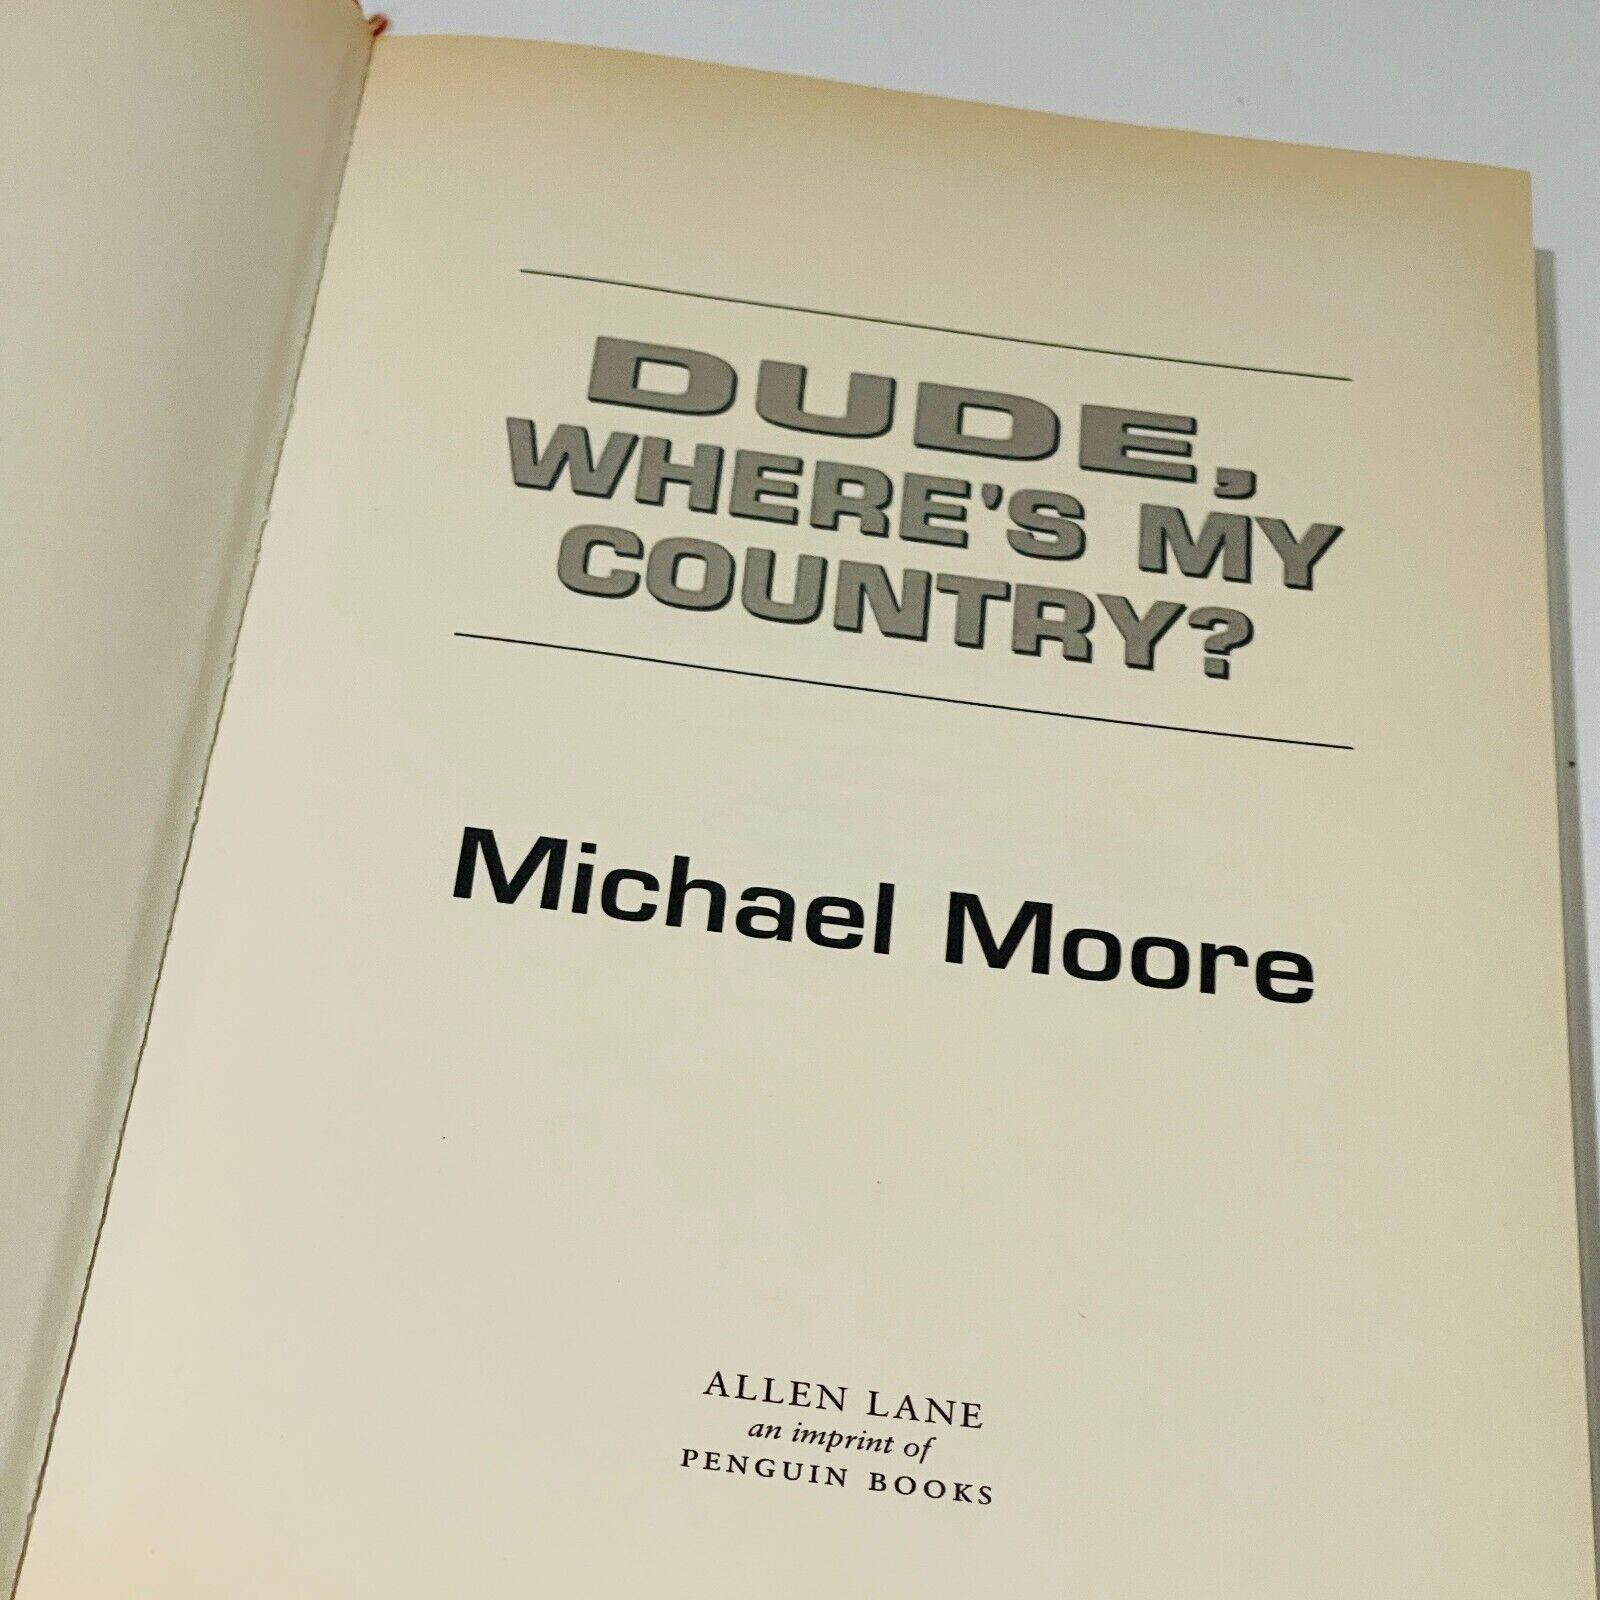 DUDE,
WHERE'S MY
COUNTRY?
Michael Moore
ALLEN LANE
an imprint of
PENGUIN BOOKS